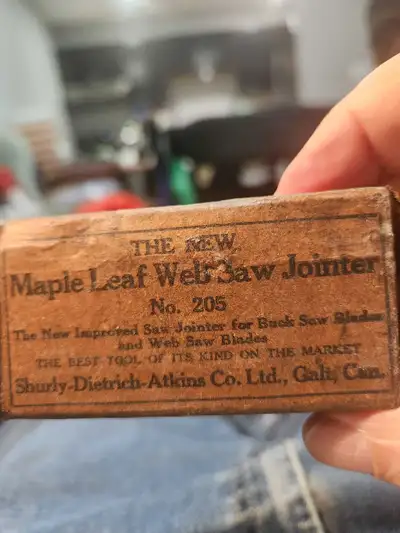 THE NEW
Maple Leaf Web Saw Jointer
No. 205
The New Improved Saw Jointer for Buck Saw Blades
and Web Saw Blades
THE BEST TOOL OF ITS KIND ON THE MARKET
Shurly-Dietrich-Atkins Co. Ltd., Galt, Can.